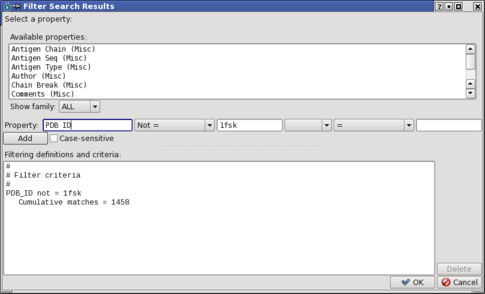 Filter Search Results
Select a property:
Available properties:
Antigen Chain (Misc)
Antigen Seq (Misc)
Antigen Type (Misc)
Author (Misc)
Chain Break (Misc)
Comments (Misc)
Show family: ALL
Property: PDB ID Not = 1fsk =
Add Case-sensitive
Filtering definitions and criteria:
#
# Filter criteria
#
PDB_ID not = 1fsk
Cumulative matches = 1458
Delete
OK Cancel